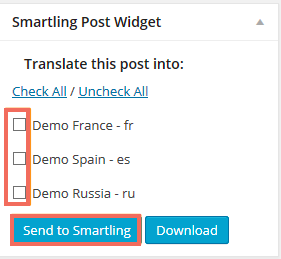 Smartling Post Widget
Translate this post into:
Check All / Uncheck All
Demo France - fr
Demo Spain - es
Demo Russia - ru
Send to Smartling Download